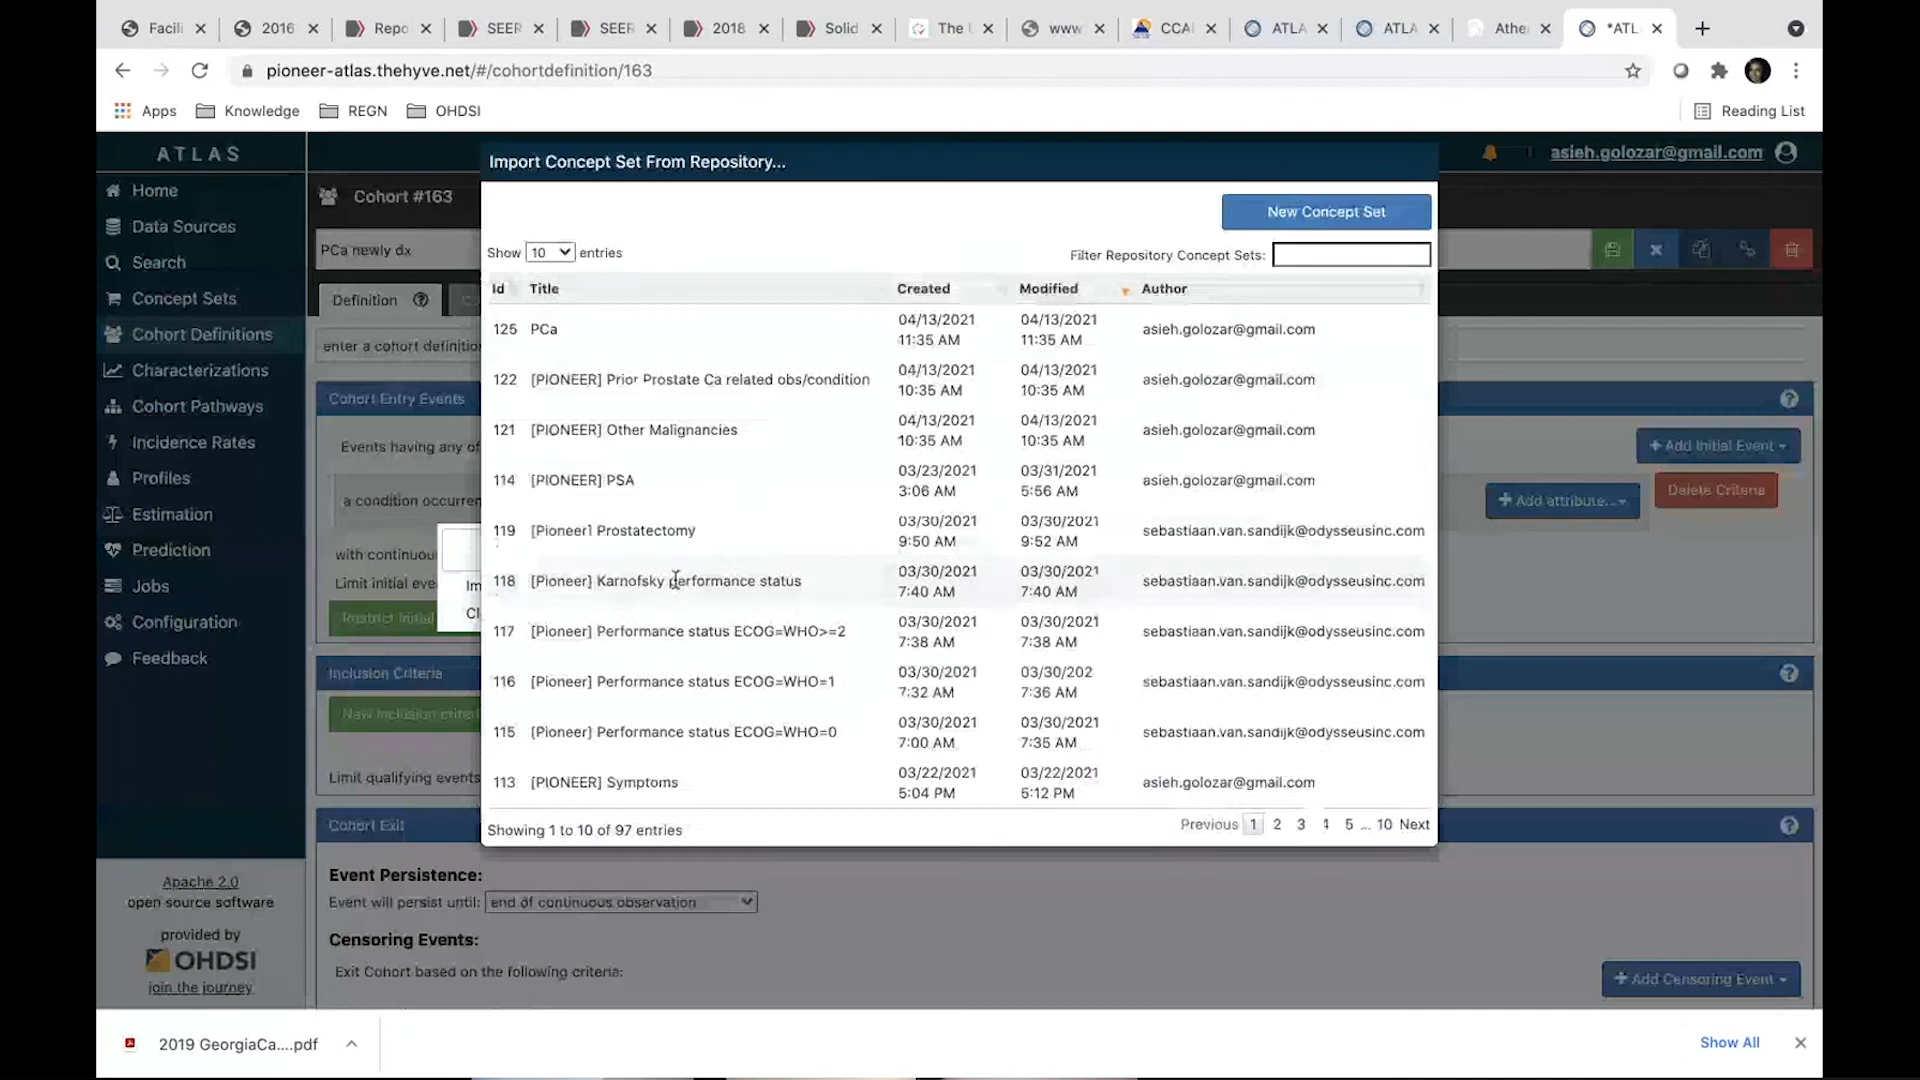 Facili
2016
Repo
SEER
SEER
2018
Solid
The U
www
CCAI
ATLA
ATLA
Athe
*ATL
pioneer-atlas.thehyve.net/#/cohortdefinition/163
Apps
Knowledge
REGN
OHDSI
Reading List
ATLAS
Home
Data Sources
Search
Concept Sets
Cohort Definitions
Characterizations
Cohort Pathways
Incidence Rates
Profiles
Estimation
Prediction
Jobs
Configuration
Feedback
Apache 2.0
open source software
provided by
OHDSI
join the journey
asieh.golozar@gmail.com
Cohort #163
PCa newly dx
Definition
enter a cohort definitio
Cohort Entry Events
Events having any of
+ Add Initial Event
a condition occurren
+ Add attribute...
Delete Criteria
with continuou
Limit initial eve
Restrict Initial
Im
Cl
Inclusion Criteria
New Inclusion criteri
Limit qualifying events
Cohort Exit
Event Persistence:
Event will persist until: end of continuous observation
Censoring Events:
Exit Cohort based on the following criteria:
+ Add Censoring Event
Import Concept Set From Repository...
New Concept Set
Show 10 entries
Filter Repository Concept Sets:
Id Title Created Modified Author
125 PCa 04/13/2021 11:35 AM 04/13/2021 11:35 AM asieh.golozar@gmail.com
122 [PIONEER] Prior Prostate Ca related obs/condition 04/13/2021 10:35 AM 04/13/2021 10:35 AM asieh.golozar@gmail.com
121 [PIONEER] Other Malignancies 04/13/2021 10:35 AM 04/13/2021 10:35 AM asieh.golozar@gmail.com
114 [PIONEER] PSA 03/23/2021 3:06 AM 03/31/2021 5:56 AM asieh.golozar@gmail.com
119 [Pioneer] Prostatectomy 03/30/2021 9:50 AM 03/30/2021 9:52 AM sebastiaan.van.sandijk@odysseusinc.com
118 [Pioneer] Karnofsky performance status 03/30/2021 7:40 AM 03/30/2021 7:40 AM sebastiaan.van.sandijk@odysseusinc.com
117 [Pioneer] Performance status ECOG=WHO>=2 03/30/2021 7:38 AM 03/30/2021 7:38 AM sebastiaan.van.sandijk@odysseusinc.com
116 [Pioneer] Performance status ECOG=WHO=1 03/30/2021 7:32 AM 03/30/202 7:36 AM sebastiaan.van.sandijk@odysseusinc.com
115 [Pioneer] Performance status ECOG=WHO=0 03/30/2021 7:00 AM 03/30/2021 7:35 AM sebastiaan.van.sandijk@odysseusinc.com
113 [PIONEER] Symptoms 03/22/2021 5:04 PM 03/22/2021 5:12 PM asieh.golozar@gmail.com
Showing 1 to 10 of 97 entries
Previous 1 2 3 4 5 ... 10 Next
2019 GeorgiaCa....pdf
Show All